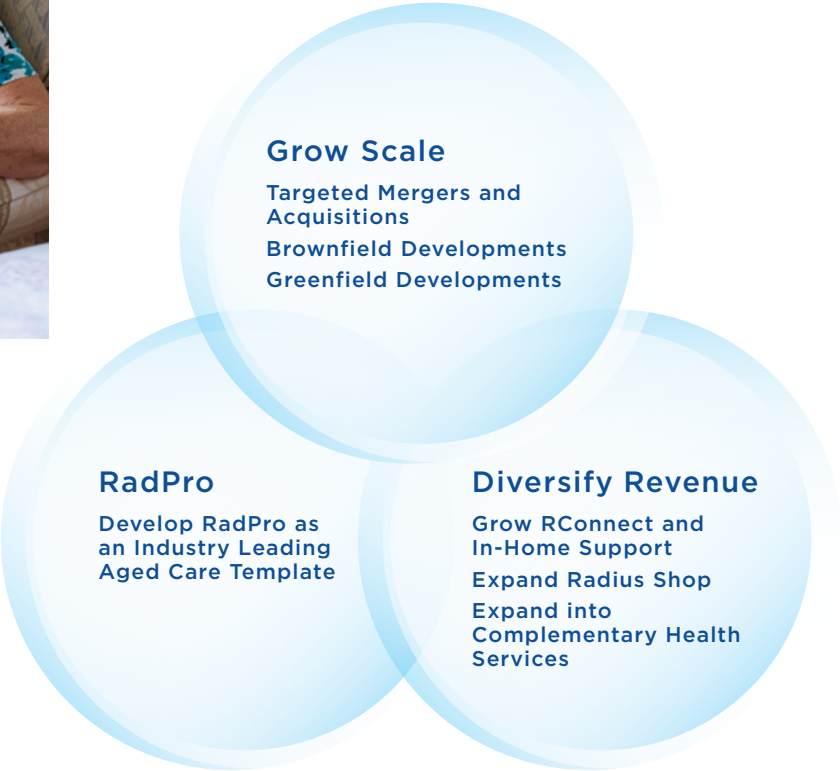 Grow Scale
Targeted Mergers and
Acquisitions
Brownfield Developments
Greenfield Developments
RadPro
Develop RadPro as
an Industry Leading
Aged Care Template
Diversify Revenue
Grow RConnect and
In-Home Support
Expand Radius Shop
Expand into
Complementary Health
Services